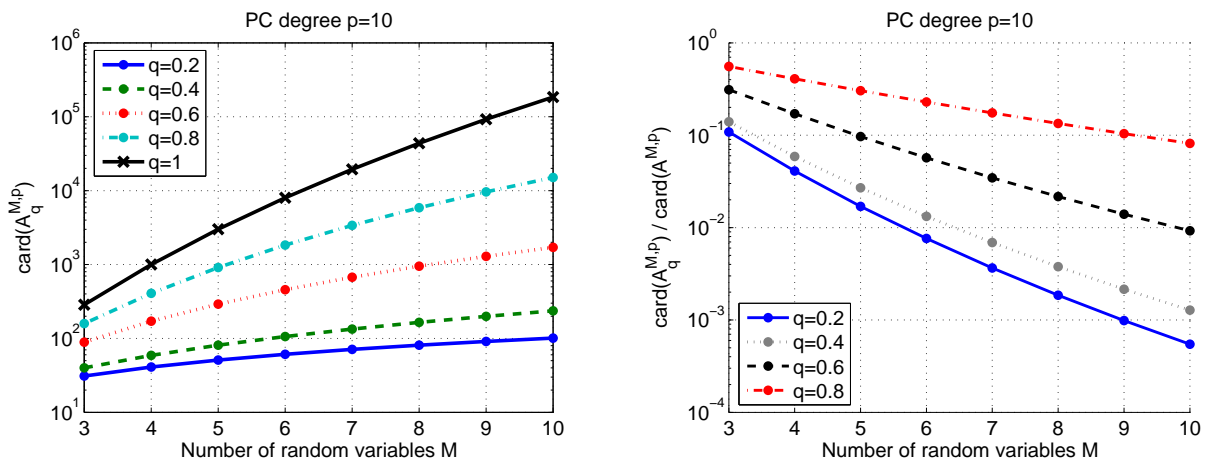 PC degree p=10
10^6
10^5
10^4
10^3
10^2
10^1
card(A_q^{M,p})
q=0.2
q=0.4
q=0.6
q=0.8
q=1
3 4 5 6 7 8 9 10
Number of random variables M
PC degree p=10
10^0
10^{-1}
10^{-2}
10^{-3}
10^{-4}
card(A_q^{M,p}) / card(A^{M,p})
q=0.2
q=0.4
q=0.6
q=0.8
3 4 5 6 7 8 9 10
Number of random variables M